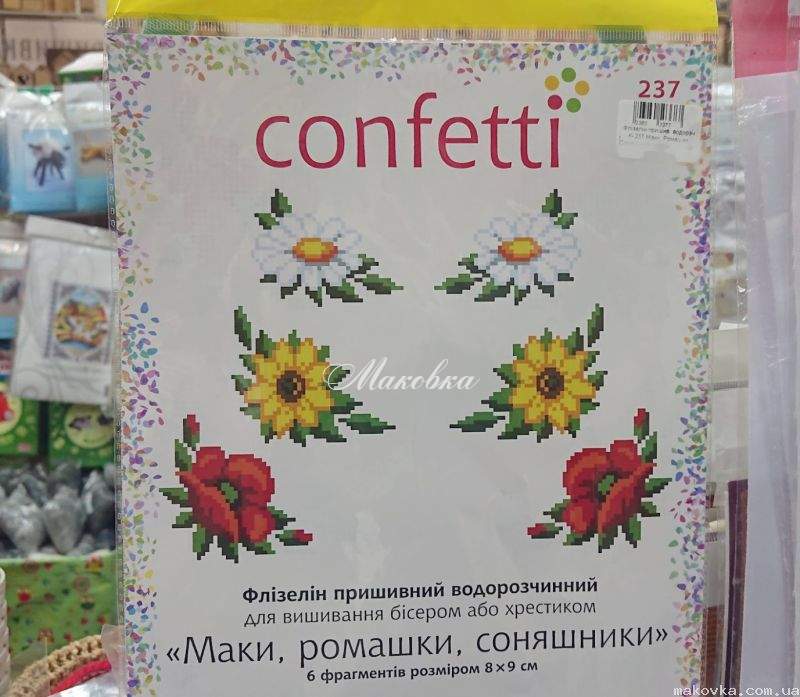 237
confetti
Маковка
Флізелін пришивний водорозчинний
для вишивання бісером або хрестиком
«Маки, ромашки, соняшники»
6 фрагментів розміром 8×9 см
makovka.com.ua